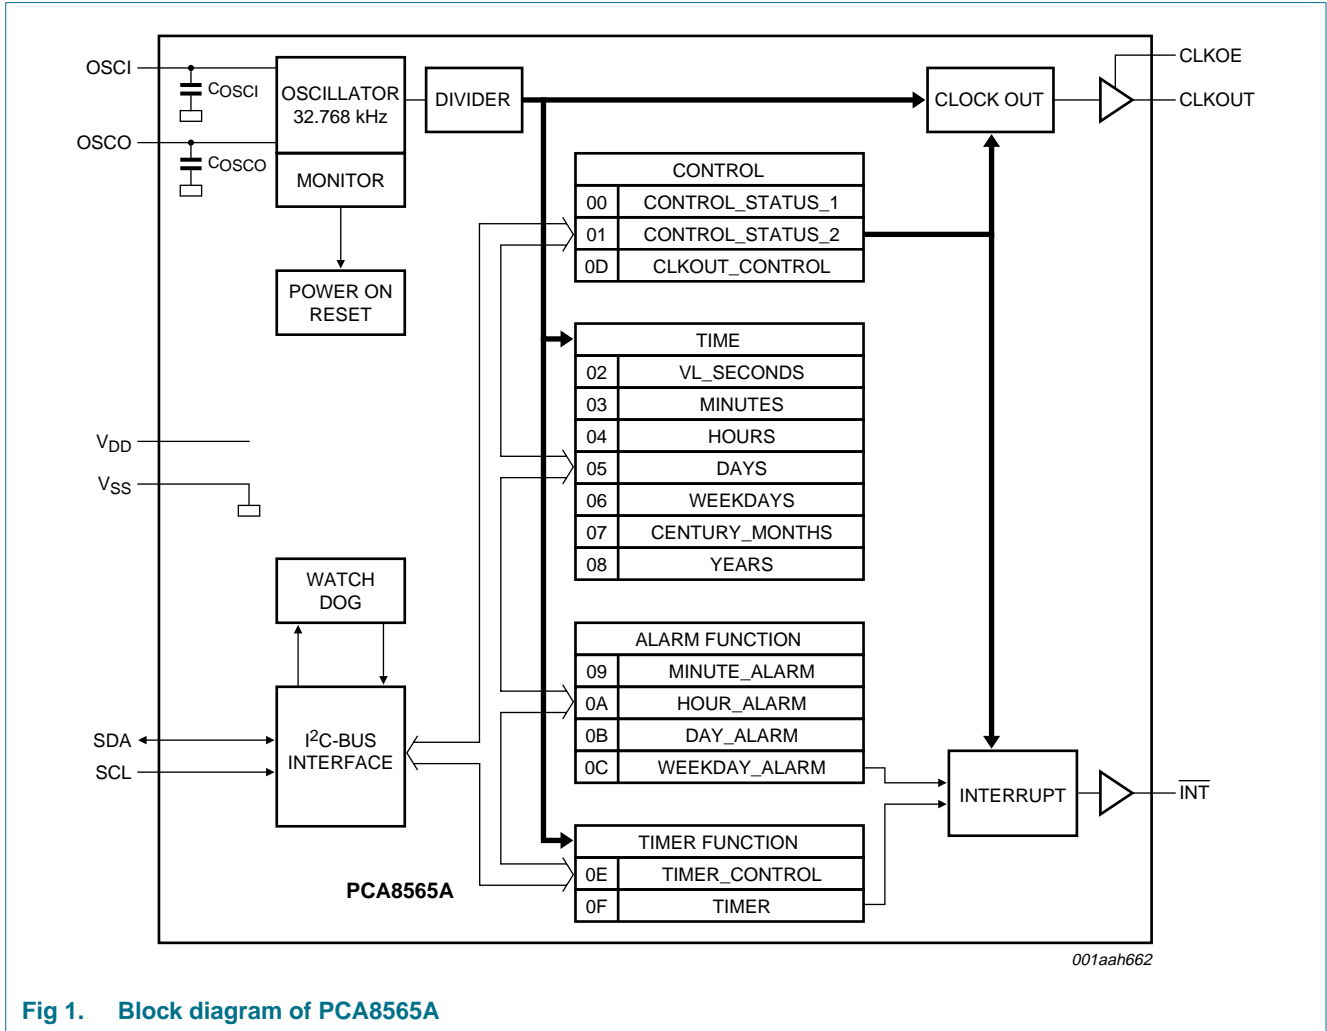 OSCI
COSCI
OSCO
COSCO
OSCILLATOR
32.768 kHz
MONITOR
DIVIDER
CLOCK OUT
CLKOE
CLKOUT
POWER ON
RESET
CONTROL
00 CONTROL_STATUS_1
01 CONTROL_STATUS_2
0D CLKOUT_CONTROL
TIME
02 VL_SECONDS
03 MINUTES
04 HOURS
05 DAYS
06 WEEKDAYS
07 CENTURY_MONTHS
08 YEARS
VDD
VSS
WATCH
DOG
SDA
SCL
I2C-BUS
INTERFACE
ALARM FUNCTION
09 MINUTE_ALARM
0A HOUR_ALARM
0B DAY_ALARM
0C WEEKDAY_ALARM
INTERRUPT
INT
TIMER FUNCTION
0E TIMER_CONTROL
0F TIMER
PCA8565A
001aah662
Fig 1. Block diagram of PCA8565A